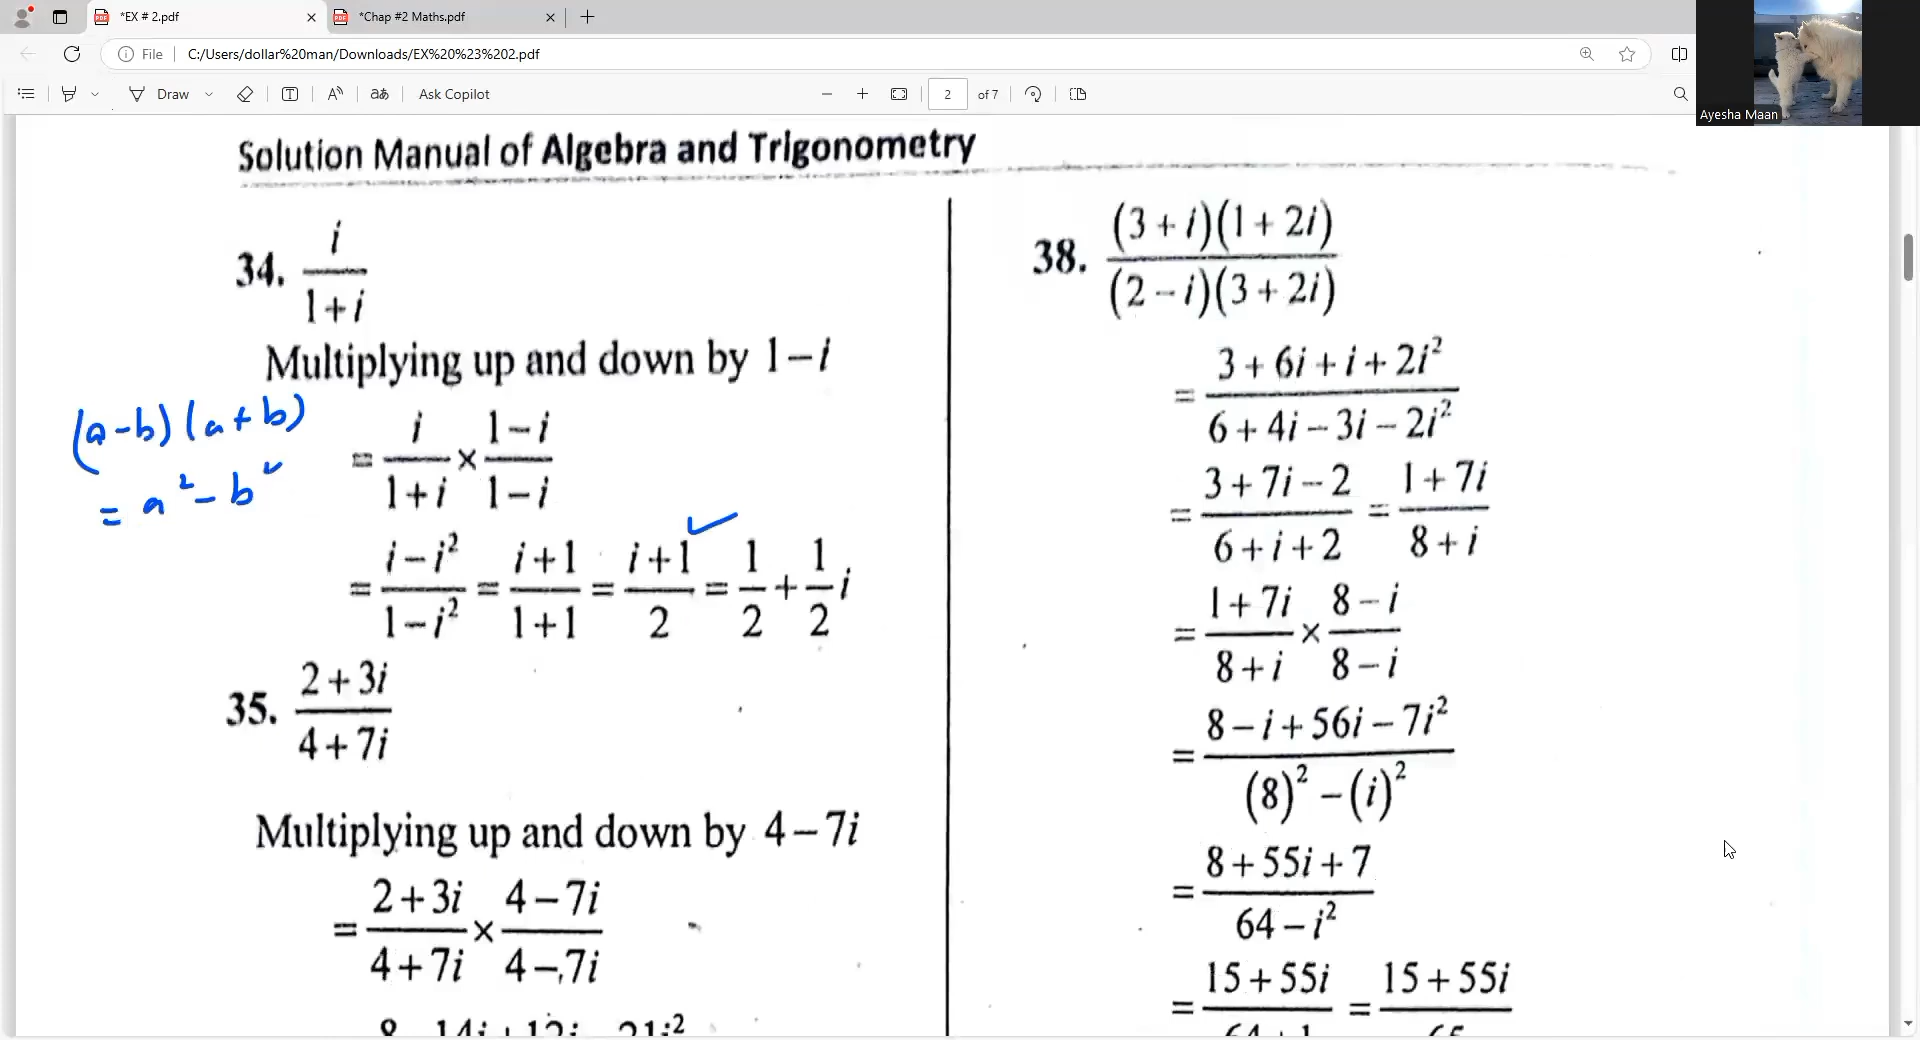 *EX # 2.pdf
*Chap #2 Maths.pdf
File C:/Users/dollar%20man/Downloads/EX%20%23%202.pdf
Draw aあ Ask Copilot 2 of 7
Ayesha Maan
Solution Manual of Algebra and Trigonometry
34. i/(1+i)
Multiplying up and down by 1−i
(a-b)(a+b)
= a² - b²
= i/(1+i) × (1−i)/(1−i)
= (i−i²)/(1−i²) = (i+1)/(1+1) = (i+1)/2 = 1/2 + 1/2 i
35. (2+3i)/(4+7i)
Multiplying up and down by 4−7i
= (2+3i)/(4+7i) × (4−7i)/(4−7i)
38. (3+i)(1+2i)/(2−i)(3+2i)
= (3+6i+i+2i²)/(6+4i−3i−2i²)
= (3+7i−2)/(6+i+2) = (1+7i)/(8+i)
= (1+7i)/(8+i) × (8−i)/(8−i)
= (8−i+56i−7i²)/((8)²−(i)²)
= (8+55i+7)/(64−i²)
= (15+55i)/(64+1) = (15+55i)/65